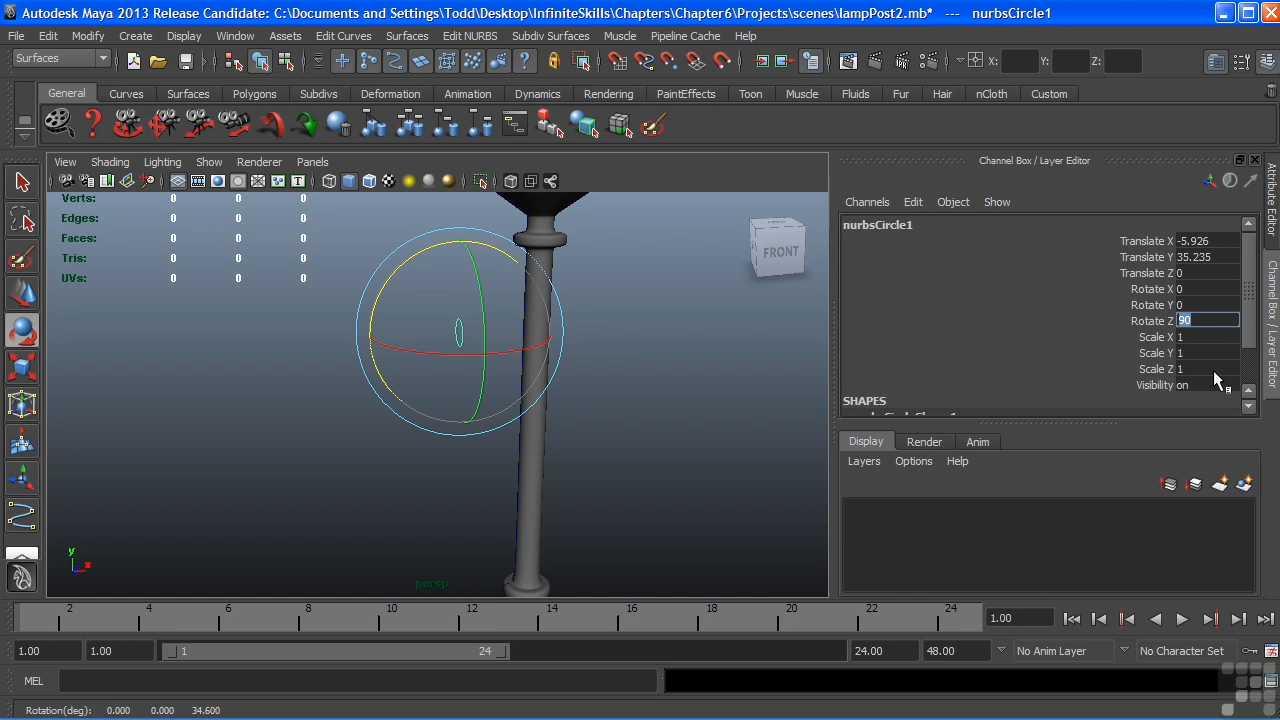 Autodesk Maya 2013 Release Candidate: C:\Documents and Settings\Todd\Desktop\InfiniteSkills\Chapters\Chapter6\Projects\scenes\lampPost2.mb* --- nurbsCircle1
File Edit Modify Create Display Window Assets Edit Curves Surfaces Edit NURBS Subdiv Surfaces Muscle Pipeline Cache Help
Surfaces X: Y: Z:
General Curves Surfaces Polygons Subdivs Deformation Animation Dynamics Rendering PaintEffects Toon Muscle Fluids Fur Hair nCloth Custom
View Shading Lighting Show Renderer Panels
Channel Box / Layer Editor
Channels Edit Object Show
Verts: 0 0 0
Edges: 0 0 0
Faces: 0 0 0
Tris: 0 0 0
UVs: 0 0 0
FRONT
y
x
persp
nurbsCircle1
Translate X -5.926
Translate Y 35.235
Translate Z 0
Rotate X 0
Rotate Y 0
Rotate Z 90
Scale X 1
Scale Y 1
Scale Z 1
Visibility on
SHAPES
Display Render Anim
Layers Options Help
Attribute Editor
Channel Box / Layer Editor
2 4 6 8 10 12 14 16 18 20 22 24 1.00
1.00 1.00 1 24 24.00 48.00 No Anim Layer No Character Set
MEL
Rotation(deg): 0.000 0.000 34.600